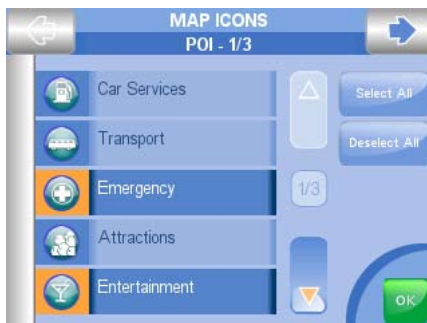 MAP ICONS
POI - 1/3
Car Services
Select All
Transport
Deselect All
Emergency
1/3
Attractions
Entertainment
OK